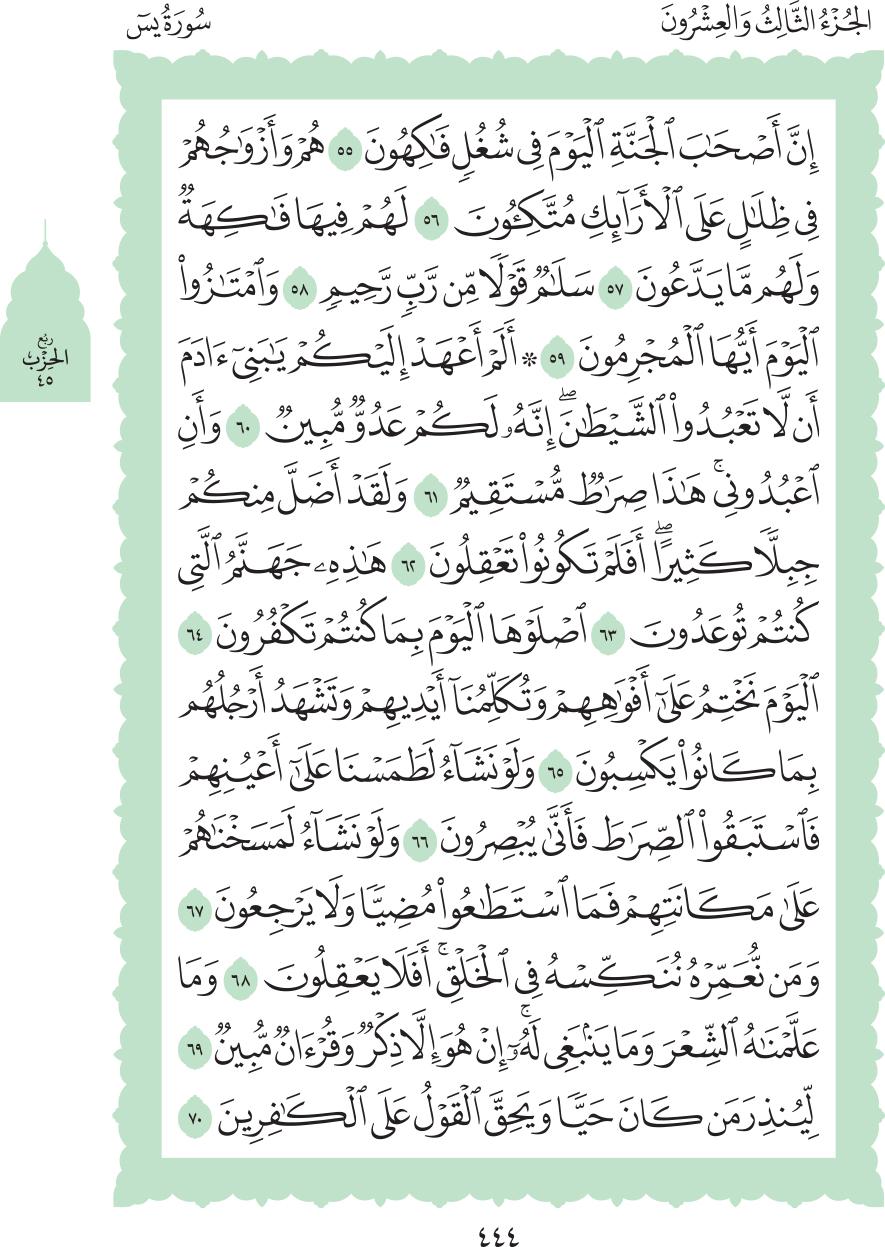 الجُزْءُ الثَّالِثُ وَالعِشْرُونَ
سُورَةُ يسٓ
إِنَّ أَصۡحَٰبَ ٱلۡجَنَّةِ ٱلۡيَوۡمَ فِي شُغُلٖ فَٰكِهُونَ ٥٥ هُمۡ وَأَزۡوَٰجُهُمۡ
فِي ظِلَٰلٍ عَلَى ٱلۡأَرَآئِكِ مُتَّكِـُٔونَ ٥٦ لَهُمۡ فِيهَا فَٰكِهَةٞ
وَلَهُم مَّا يَدَّعُونَ ٥٧ سَلَٰمٞ قَوۡلٗا مِّن رَّبّٖ رَّحِيمٖ ٥٨ وَٱمۡتَٰزُواْ
ٱلۡيَوۡمَ أَيُّهَا ٱلۡمُجۡرِمُونَ ٥٩ * أَلَمۡ أَعۡهَدۡ إِلَيۡكُمۡ يَٰبَنِيٓ ءَادَمَ
أَن لَّا تَعۡبُدُواْ ٱلشَّيۡطَٰنَۖ إِنَّهُۥ لَكُمۡ عَدُوّٞ مُّبِينٞ ٦٠ وَأَنِ
ٱعۡبُدُونِيۚ هَٰذَا صِرَٰطٞ مُّسۡتَقِيمٞ ٦١ وَلَقَدۡ أَضَلَّ مِنكُمۡ
جِبِلّٗا كَثِيرًاۖ أَفَلَمۡ تَكُونُواْ تَعۡقِلُونَ ٦٢ هَٰذِهِۦ جَهَنَّمُ ٱلَّتِي
كُنتُمۡ تُوعَدُونَ ٦٣ ٱصۡلَوۡهَا ٱلۡيَوۡمَ بِمَا كُنتُمۡ تَكۡفُرُونَ ٦٤
ٱلۡيَوۡمَ نَخۡتِمُ عَلَىٰٓ أَفۡوَٰهِهِمۡ وَتُكَلِّمُنَآ أَيۡدِيهِمۡ وَتَشۡهَدُ أَرۡجُلُهُم
بِمَا كَانُواْ يَكۡسِبُونَ ٦٥ وَلَوۡ نَشَآءُ لَطَمَسۡنَا عَلَىٰٓ أَعۡيُنِهِمۡ
فَٱسۡتَبَقُواْ ٱلصِّرَٰطَ فَأَنَّىٰ يُبۡصِرُونَ ٦٦ وَلَوۡ نَشَآءُ لَمَسَخۡنَٰهُمۡ
عَلَىٰ مَكَانَتِهِمۡ فَمَا ٱسۡتَطَٰعُواْ مُضِيّٗا وَلَا يَرۡجِعُونَ ٦٧
وَمَن نُّعَمِّرۡهُ نُنَكِّسۡهُ فِي ٱلۡخَلۡقِۚ أَفَلَا يَعۡقِلُونَ ٦٨ وَمَا
عَلَّمۡنَٰهُ ٱلشِّعۡرَ وَمَا يَنۢبَغِي لَهُۥٓۚ إِنۡ هُوَ إِلَّا ذِكۡرٞ وَقُرۡءَانٞ مُّبِينٞ ٦٩
لِّيُنذِرَ مَن كَانَ حَيّٗا وَيَحِقَّ ٱلۡقَوۡلُ عَلَى ٱلۡكَٰفِرِينَ ٧٠
رُبْع
الحِزْب
٤٥
٤٤٤